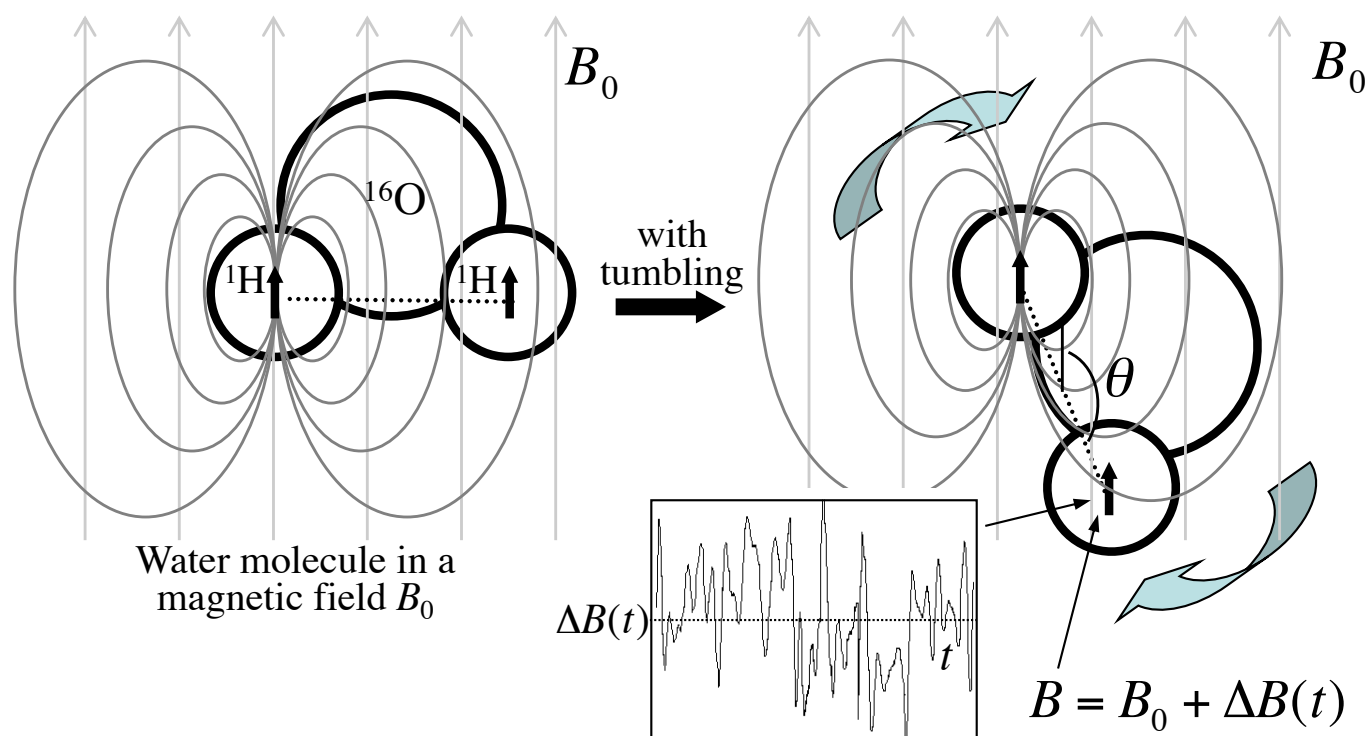 B₀
B₀
¹⁶O
¹H
¹H
with
tumbling
θ
Water molecule in a
magnetic field B₀
ΔB(t)
t
B = B₀ + ΔB(t)